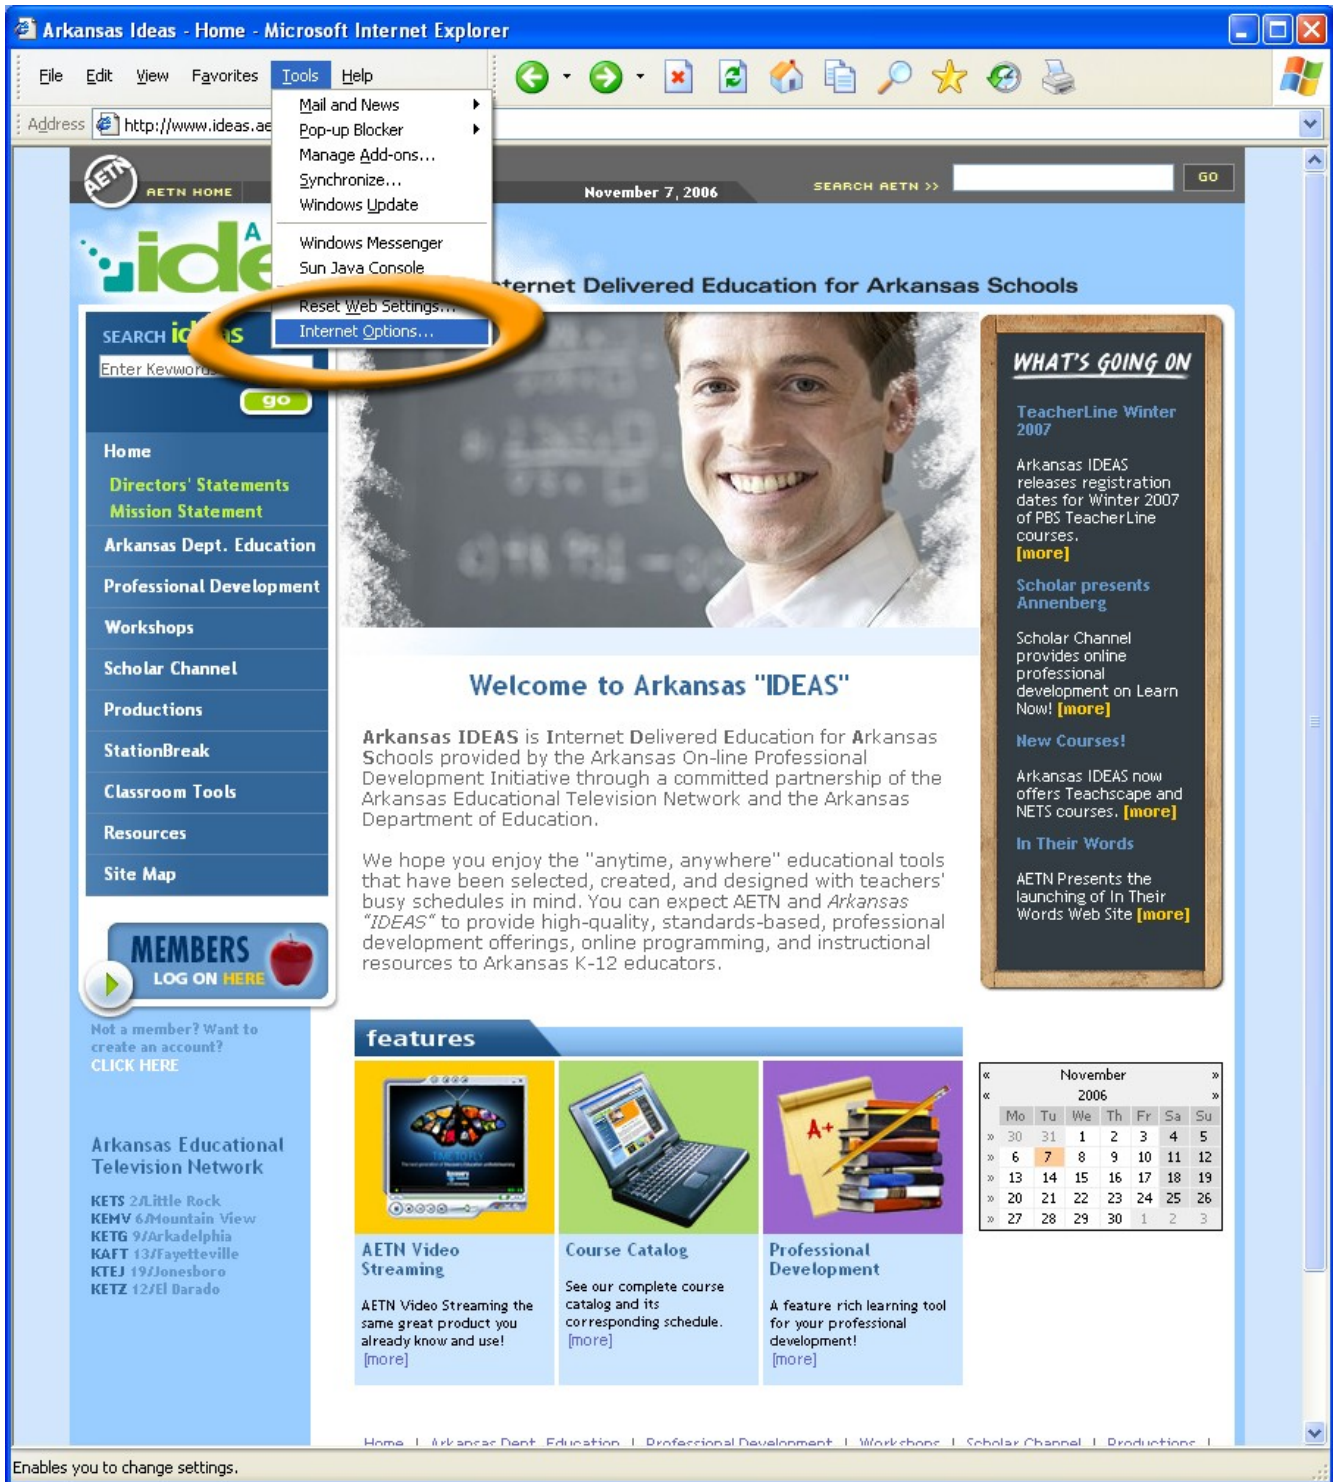 Arkansas Ideas - Home - Microsoft Internet Explorer
File Edit View Favorites Tools Help
Address http://www.ideas.ae
Mail and News
Pop-up Blocker
Manage Add-ons...
Synchronize...
Windows Update
Windows Messenger
Sun Java Console
Reset Web Settings...
Internet Options...
AETN
AETN HOME
November 7, 2006
SEARCH AETN >>
GO
A
ide
ternet Delivered Education for Arkansas Schools
SEARCH
Enter Keywords
go
Home
Directors' Statements
Mission Statement
Arkansas Dept. Education
Professional Development
Workshops
Scholar Channel
Productions
StationBreak
Classroom Tools
Resources
Site Map
MEMBERS
LOG ON HERE
Not a member? Want to
create an account?
CLICK HERE
Arkansas Educational
Television Network
KETS 2/Little Rock
KEMV 6/Mountain View
KETG 9/Arkadelphia
KAFT 13/Fayetteville
KTEJ 19/Jonesboro
KETZ 12/El Darado
Welcome to Arkansas "IDEAS"
Arkansas IDEAS is Internet Delivered Education for Arkansas
Schools provided by the Arkansas On-line Professional
Development Initiative through a committed partnership of the
Arkansas Educational Television Network and the Arkansas
Department of Education.
We hope you enjoy the "anytime, anywhere" educational tools
that have been selected, created, and designed with teachers'
busy schedules in mind. You can expect AETN and Arkansas
"IDEAS" to provide high-quality, standards-based, professional
development offerings, online programming, and instructional
resources to Arkansas K-12 educators.
WHAT'S GOING ON
TeacherLine Winter
2007
Arkansas IDEAS
releases registration
dates for Winter 2007
of PBS TeacherLine
courses.
[more]
Scholar presents
Annenberg
Scholar Channel
provides online
professional
development on Learn
Now! [more]
New Courses!
Arkansas IDEAS now
offers Teachscape and
NETS courses. [more]
In Their Words
AETN Presents the
launching of In Their
Words Web Site [more]
features
TIME TO FLY
A+
AETN Video
Streaming
AETN Video Streaming the
same great product you
already know and use!
[more]
Course Catalog
See our complete course
catalog and its
corresponding schedule.
[more]
Professional
Development
A feature rich learning tool
for your professional
development!
[more]
« November »
« 2006 »
Mo Tu We Th Fr Sa Su
» 30 31 1 2 3 4 5
» 6 7 8 9 10 11 12
» 13 14 15 16 17 18 19
» 20 21 22 23 24 25 26
» 27 28 29 30 1 2 3
Home | Arkansas Dept. Education | Professional Development | Workshops | Scholar Channel | Productions |
Enables you to change settings.